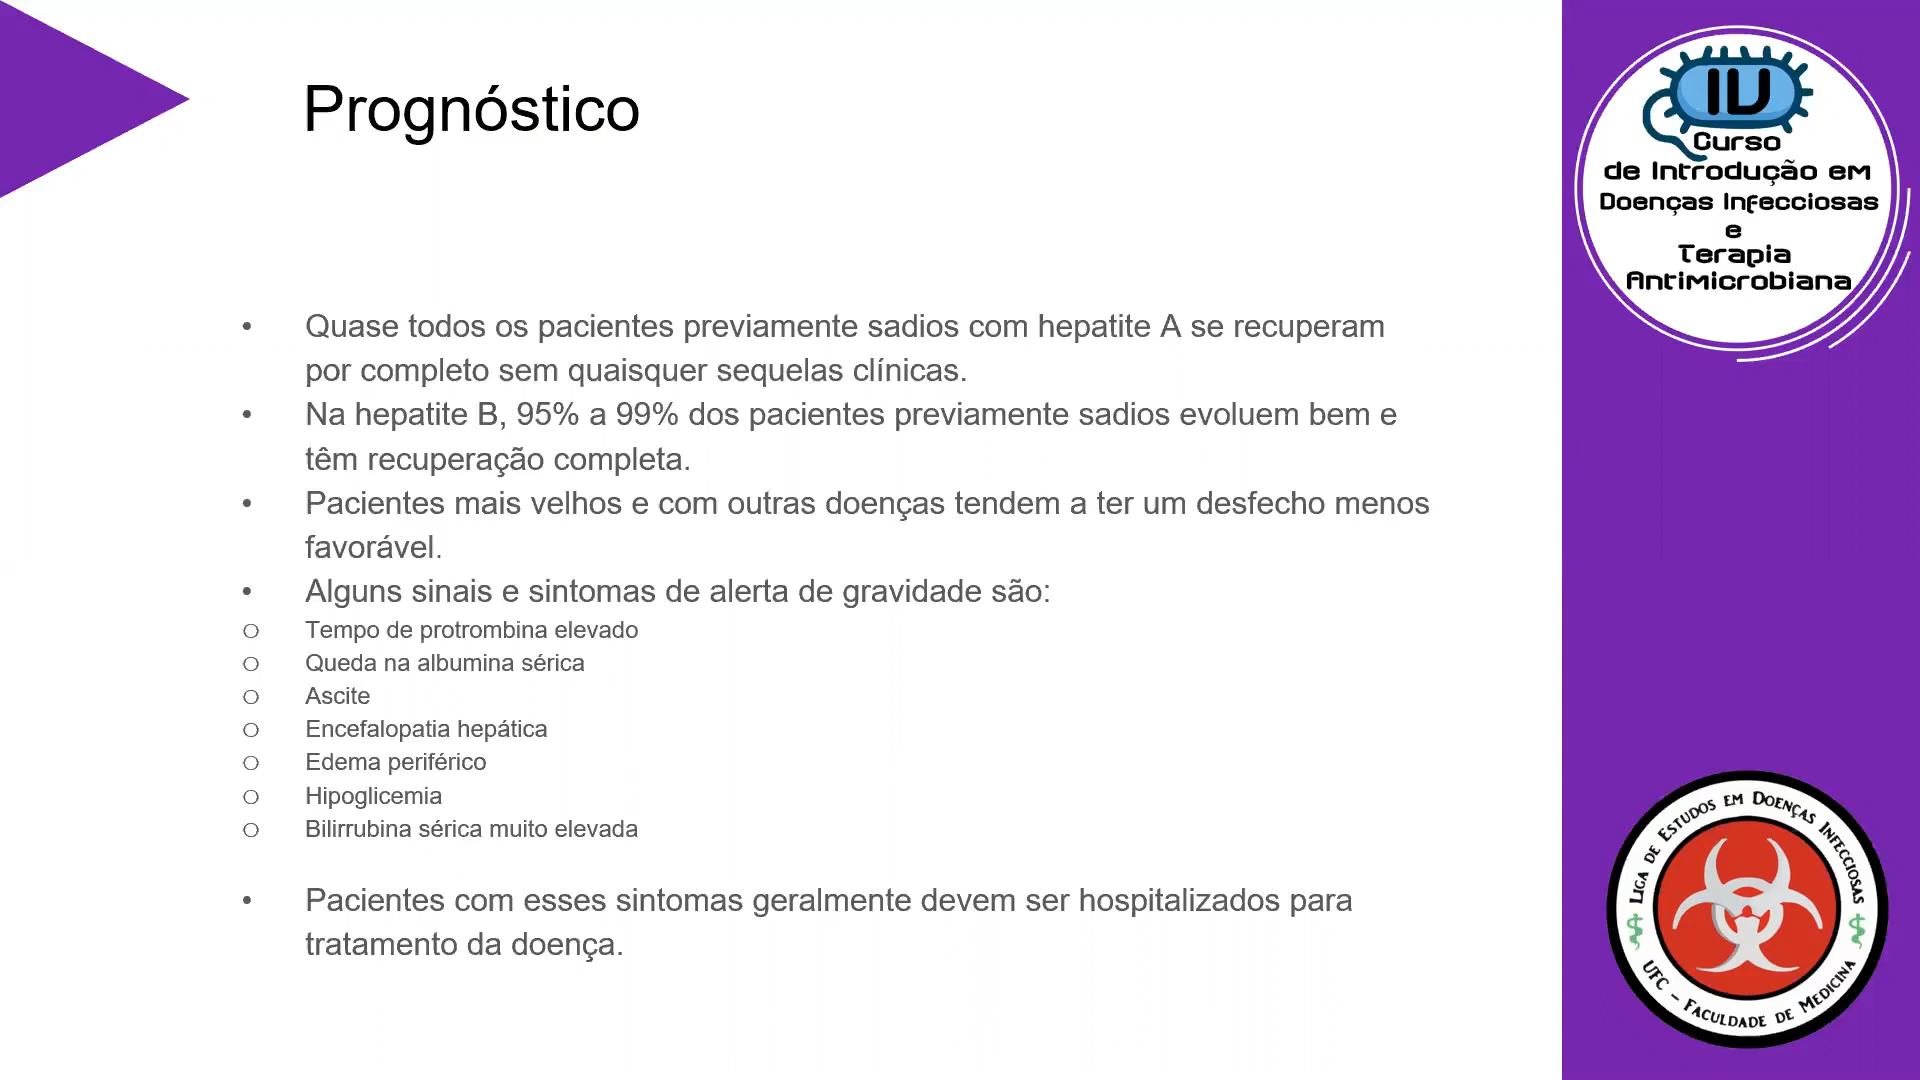 Prognóstico
• Quase todos os pacientes previamente sadios com hepatite A se recuperam
por completo sem quaisquer sequelas clínicas.
• Na hepatite B, 95% a 99% dos pacientes previamente sadios evoluem bem e
têm recuperação completa.
• Pacientes mais velhos e com outras doenças tendem a ter um desfecho menos
favorável.
• Alguns sinais e sintomas de alerta de gravidade são:
○ Tempo de protrombina elevado
○ Queda na albumina sérica
○ Ascite
○ Encefalopatia hepática
○ Edema periférico
○ Hipoglicemia
○ Bilirrubina sérica muito elevada
• Pacientes com esses sintomas geralmente devem ser hospitalizados para
tratamento da doença.
IV
Curso
de Introdução em
Doenças Infecciosas
e
Terapia
Antimicrobiana
Liga de Estudos em Doenças Infecciosas
UFC - Faculdade de Medicina